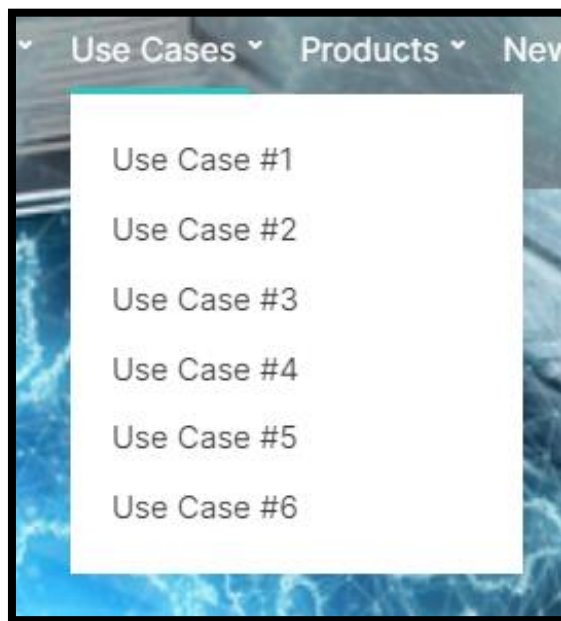 Use Cases Products New
Use Case #1
Use Case #2
Use Case #3
Use Case #4
Use Case #5
Use Case #6